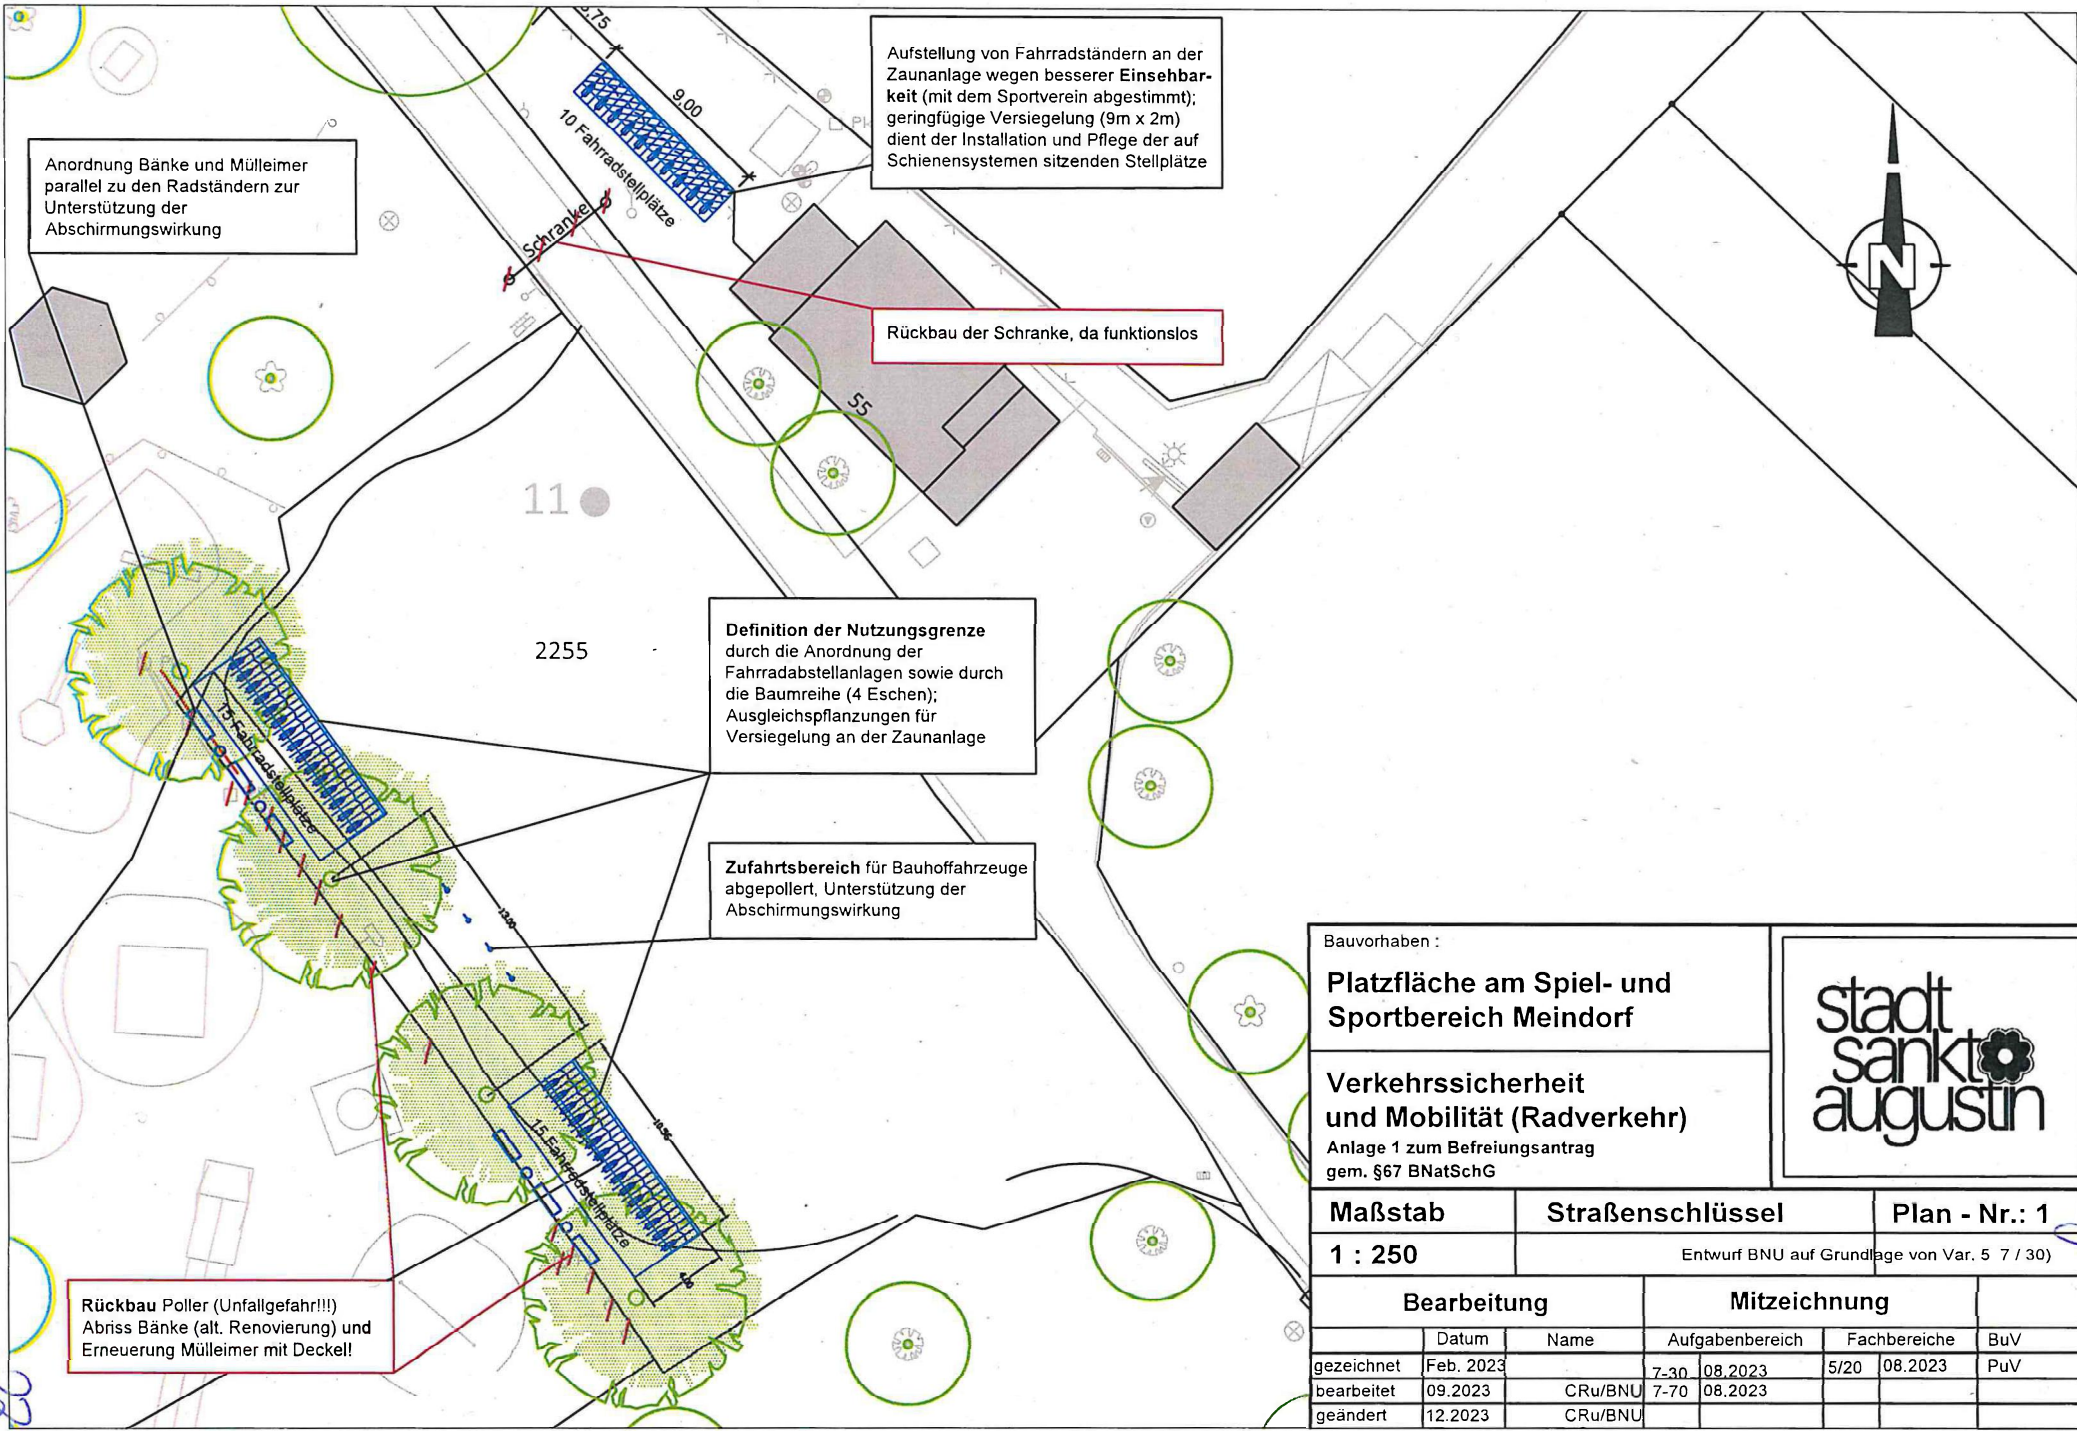 5,75
9,00
10 Fahrradstellplätze
Aufstellung von Fahrradständern an der
Zaunanlage wegen besserer Einsehbar-
keit (mit dem Sportverein abgestimmt);
geringfügige Versiegelung (9m x 2m)
dient der Installation und Pflege der auf
Schienensystemen sitzenden Stellplätze
Anordnung Bänke und Mülleimer
parallel zu den Radständern zur
Unterstützung der
Abschirmungswirkung
Schranke
N
Rückbau der Schranke, da funktionslos
55
11
2255
Definition der Nutzungsgrenze
durch die Anordnung der
Fahrradabstellanlagen sowie durch
die Baumreihe (4 Eschen);
Ausgleichspflanzungen für
Versiegelung an der Zaunanlage
15 Fahrradstellplätze
Zufahrtsbereich für Bauhoffahrzeuge
abgepollert, Unterstützung der
Abschirmungswirkung
13.00
10.56
15 Fahrradstellplätze
4.00
Rückbau Poller (Unfallgefahr!!!)
Abriss Bänke (alt. Renovierung) und
Erneuerung Mülleimer mit Deckel!
Bauvorhaben :
Platzfläche am Spiel- und
Sportbereich Meindorf
stadt
sankt
augustin
Verkehrssicherheit
und Mobilität (Radverkehr)
Anlage 1 zum Befreiungsantrag
gem. §67 BNatSchG
Maßstab Straßenschlüssel Plan - Nr.: 1
1 : 250 Entwurf BNU auf Grundlage von Var. 5 7 / 30)
Bearbeitung Mitzeichnung
Datum Name Aufgabenbereich Fachbereiche BuV
gezeichnet Feb. 2023 7-30 08.2023 5/20 08.2023 PuV
bearbeitet 09.2023 CRu/BNU 7-70 08.2023
geändert 12.2023 CRu/BNU